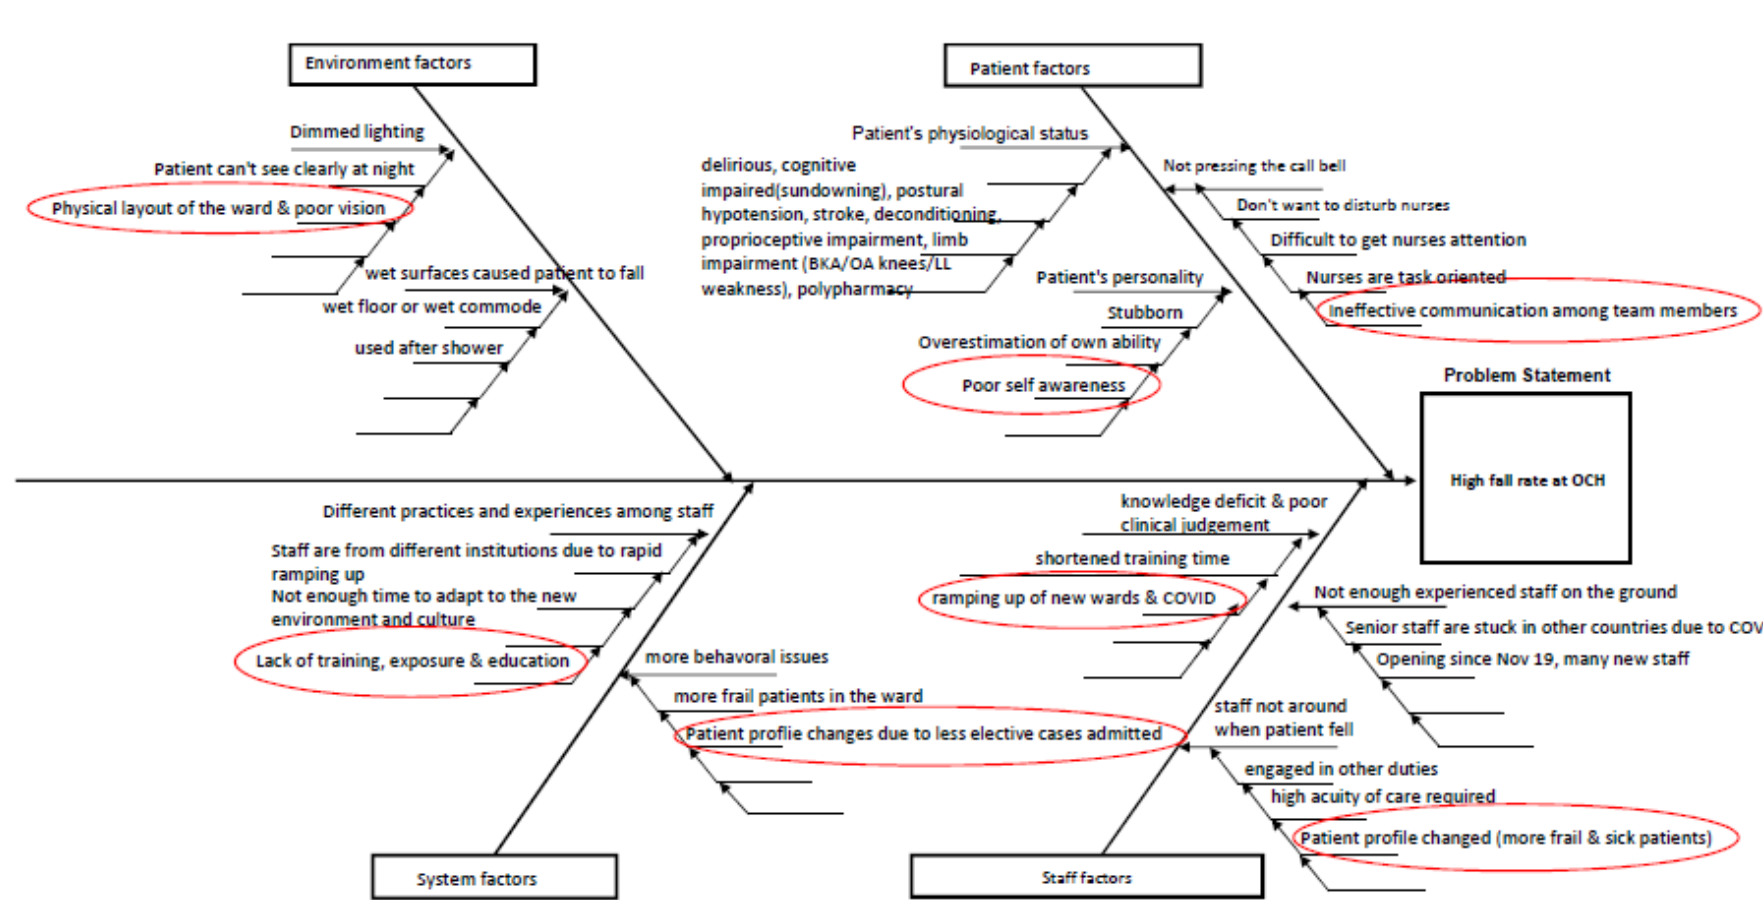 Environment factors
Patient factors
Dimmed lighting
Patient can't see clearly at night
Physical layout of the ward & poor vision
wet surfaces caused patient to fall
wet floor or wet commode
used after shower
Patient's physiological status
delirious, cognitive
impaired(sundowning), postural
hypotension, stroke, deconditioning,
proprioceptive impairment, limb
impairment (BKA/OA knees/LL
weakness), polypharmacy
Patient's personality
Stubborn
Overestimation of own ability
Poor self awareness
Not pressing the call bell
Don't want to disturb nurses
Difficult to get nurses attention
Nurses are task oriented
Ineffective communication among team members
Problem Statement
High fall rate at OCH
Different practices and experiences among staff
Staff are from different institutions due to rapid
ramping up
Not enough time to adapt to the new
environment and culture
Lack of training, exposure & education
more behavoral issues
more frail patients in the ward
Patient proflie changes due to less elective cases admitted
knowledge deficit & poor
clinical judgement
shortened training time
ramping up of new wards & COVID
Not enough experienced staff on the ground
Senior staff are stuck in other countries due to COV
Opening since Nov 19, many new staff
staff not around
when patient fell
engaged in other duties
high acuity of care required
Patient profile changed (more frail & sick patients)
System factors
Staff factors